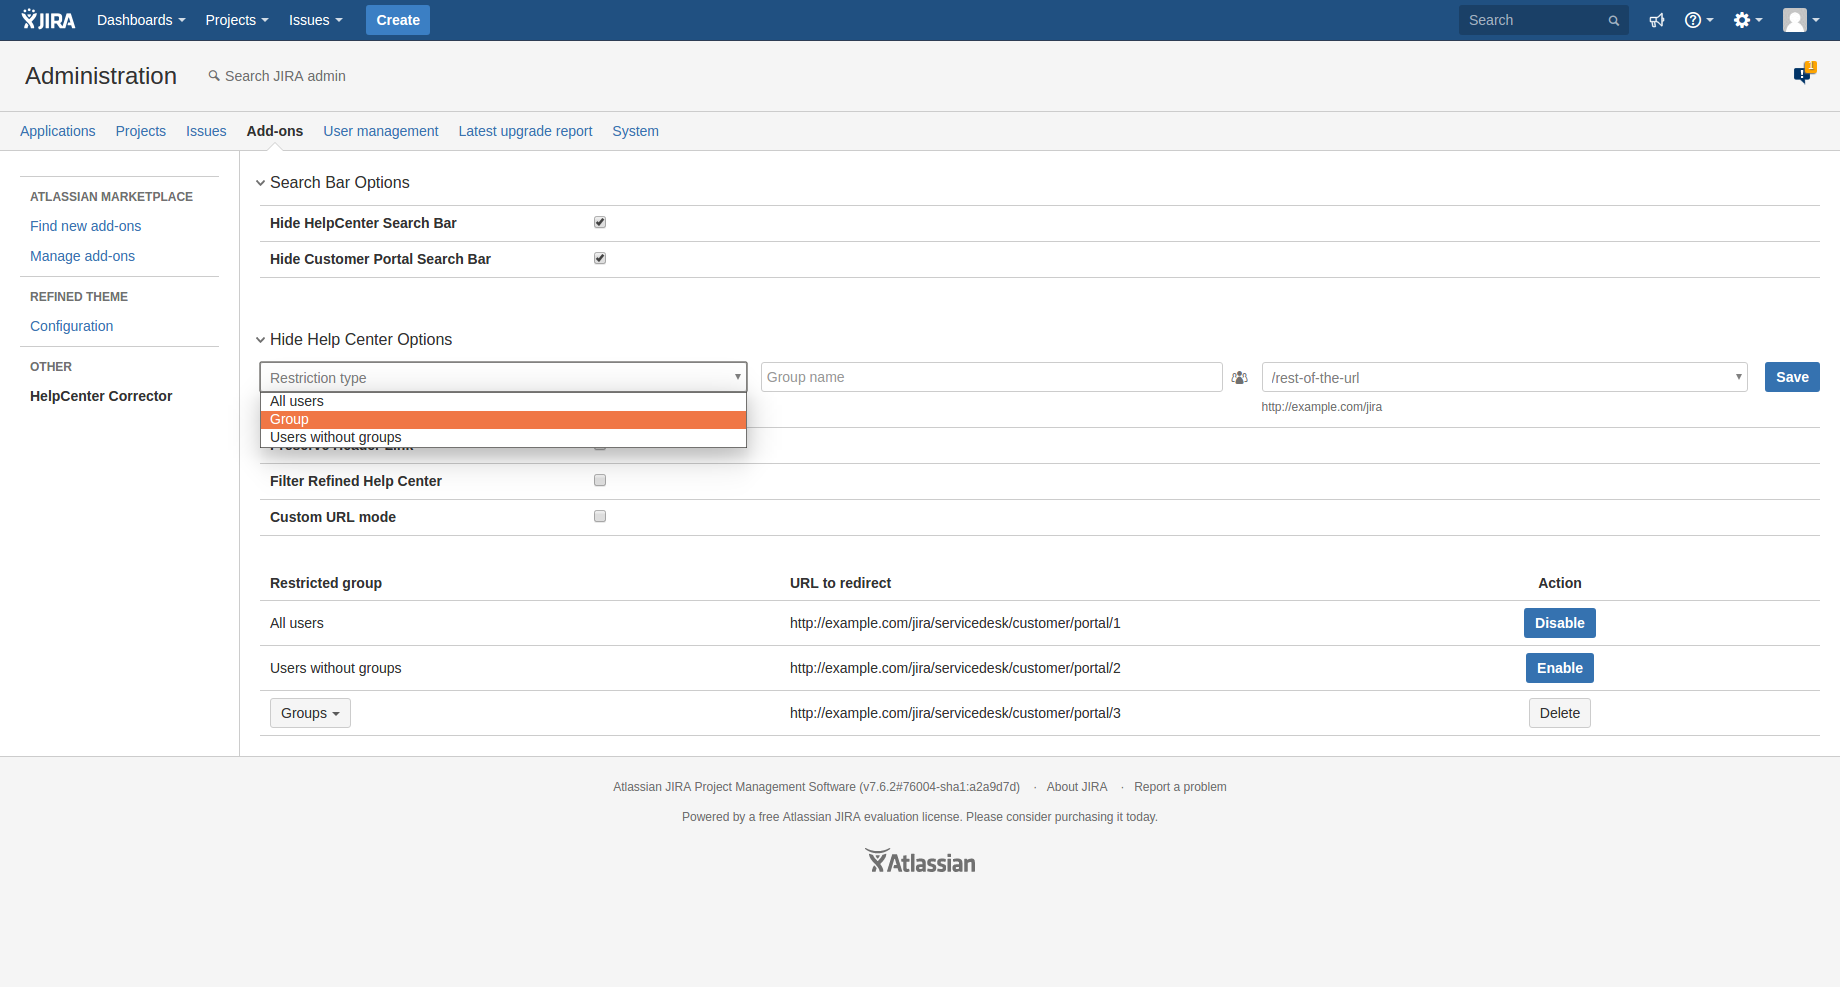 JIRA Dashboards Projects Issues Create Search
Administration Search JIRA admin 1
Applications Projects Issues Add-ons User management Latest upgrade report System
ATLASSIAN MARKETPLACE
Find new add-ons
Manage add-ons
REFINED THEME
Configuration
OTHER
HelpCenter Corrector
Search Bar Options
Hide HelpCenter Search Bar
Hide Customer Portal Search Bar
Hide Help Center Options
Restriction type Group name /rest-of-the-url Save
http://example.com/jira
All users
Group
Users without groups
Preserve Header Link
Filter Refined Help Center
Custom URL mode
Restricted group URL to redirect Action
All users http://example.com/jira/servicedesk/customer/portal/1 Disable
Users without groups http://example.com/jira/servicedesk/customer/portal/2 Enable
Groups http://example.com/jira/servicedesk/customer/portal/3 Delete
Atlassian JIRA Project Management Software (v7.6.2#76004-sha1:a2a9d7d) · About JIRA · Report a problem
Powered by a free Atlassian JIRA evaluation license. Please consider purchasing it today.
Atlassian